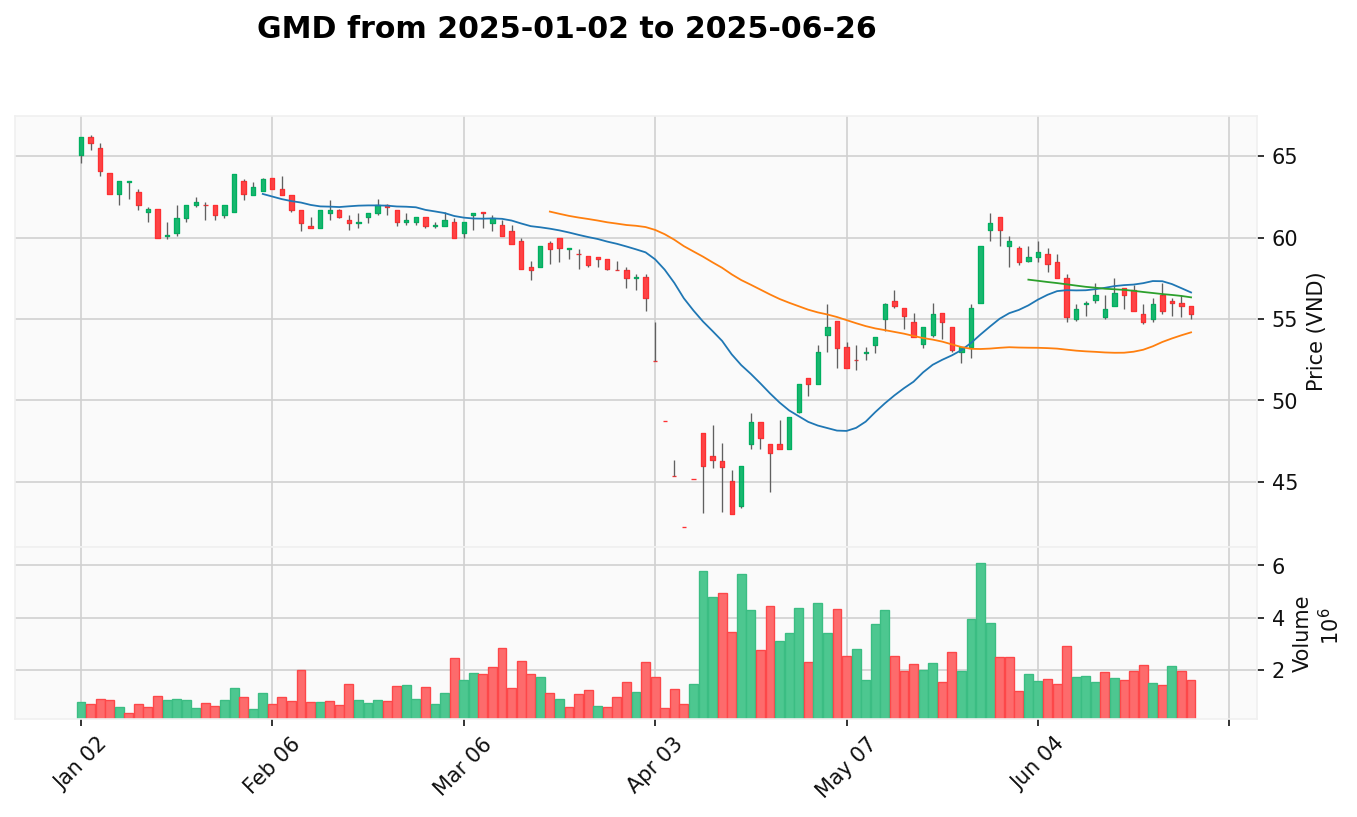 GMD from 2025-01-02 to 2025-06-26
65
60
55
50
45
Price (VND)
6
4
2
Volume
10⁶
Jan 02
Feb 06
Mar 06
Apr 03
May 07
Jun 04